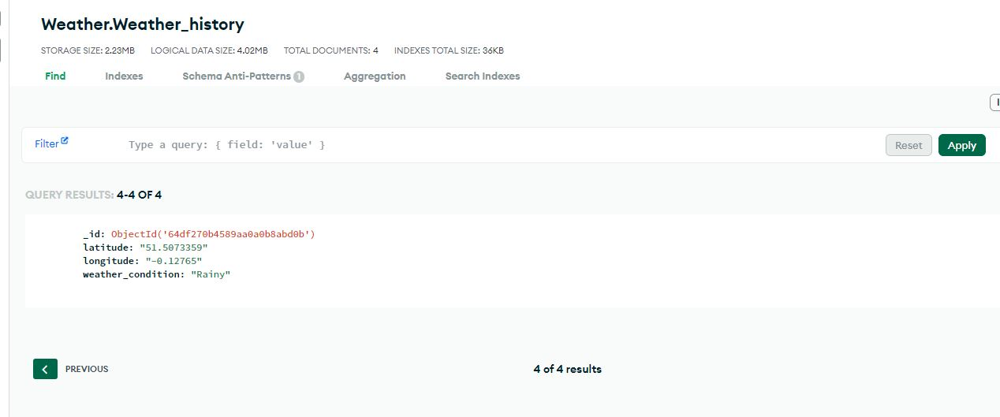 Weather.Weather_history
STORAGE SIZE: 2.23MB LOGICAL DATA SIZE: 4.02MB TOTAL DOCUMENTS: 4 INDEXES TOTAL SIZE: 36KB
Find Indexes Schema Anti-Patterns 1 Aggregation Search Indexes
Filter Type a query: { field: 'value' } Reset Apply
QUERY RESULTS: 4-4 OF 4
_id: ObjectId('64df270b4589aa0a0b8abd0b')
latitude: "51.5073359"
longitude: "-0.12765"
weather_condition: "Rainy"
PREVIOUS 4 of 4 results